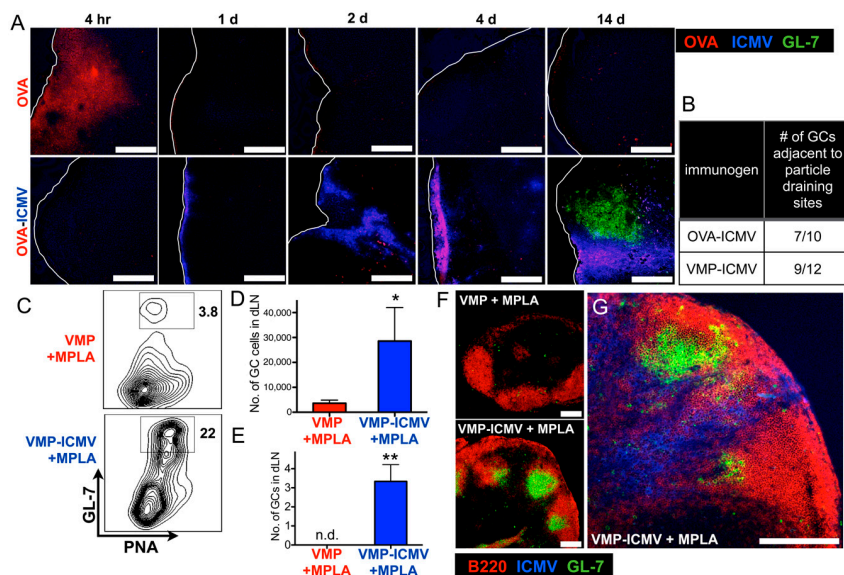 A
4 hr 1 d 2 d 4 d 14 d
OVA
OVA-ICMV
OVA ICMV GL-7
B
immunogen
# of GCs
adjacent to
particle
draining
sites
OVA-ICMV 7/10
VMP-ICMV 9/12
C
VMP
+MPLA
3.8
VMP-ICMV
+MPLA
22
GL-7
PNA
D
No. of GC cells in dLN
40,000
30,000
20,000
10,000
0
*
VMP
+MPLA
VMP-ICMV
+MPLA
E
No. of GCs in dLN
4
3
2
1
0
n.d.
**
VMP
+MPLA
VMP-ICMV
+MPLA
F
VMP + MPLA
VMP-ICMV + MPLA
G
VMP-ICMV + MPLA
B220 ICMV GL-7